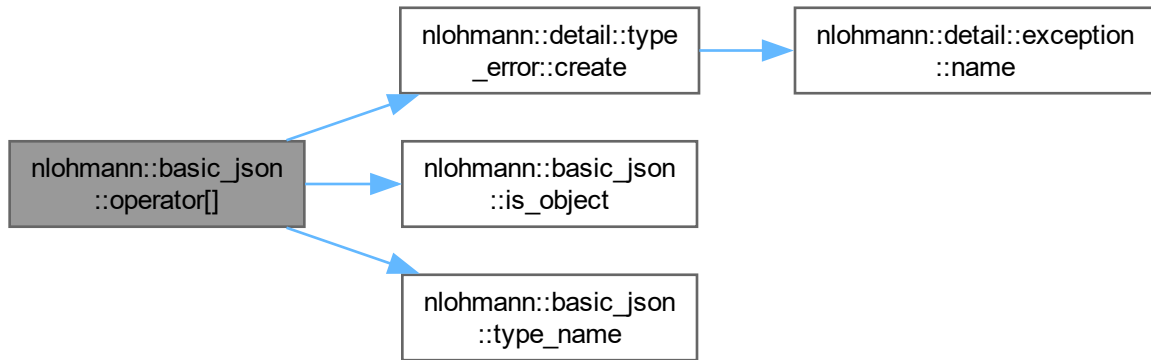 nlohmann::basic_json
::operator[]
nlohmann::detail::type
_error::create
nlohmann::detail::exception
::name
nlohmann::basic_json
::is_object
nlohmann::basic_json
::type_name